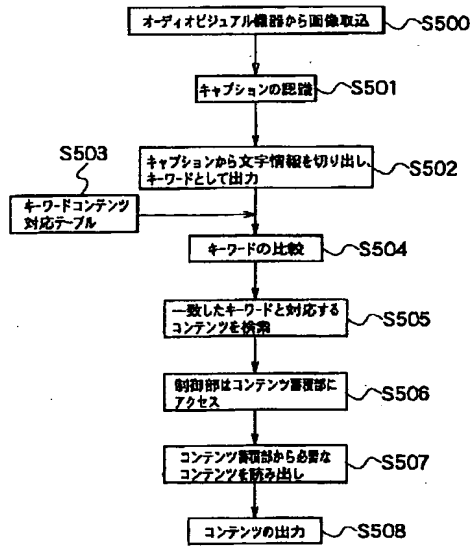 オーディオビジュアル機器から画像取込
S500
キャプションの認識
S501
S503
キャプションから文字情報を切り出し、
キーワードとして出力
S502
キーワードコンテンツ
対応テーブル
キーワードの比較
S504
一致したキーワードと対応する
コンテンツを検索
S505
制御部はコンテンツ蓄積部に
アクセス
S506
コンテンツ蓄積部から必要な
コンテンツを読み出し
S507
コンテンツの出力
S508